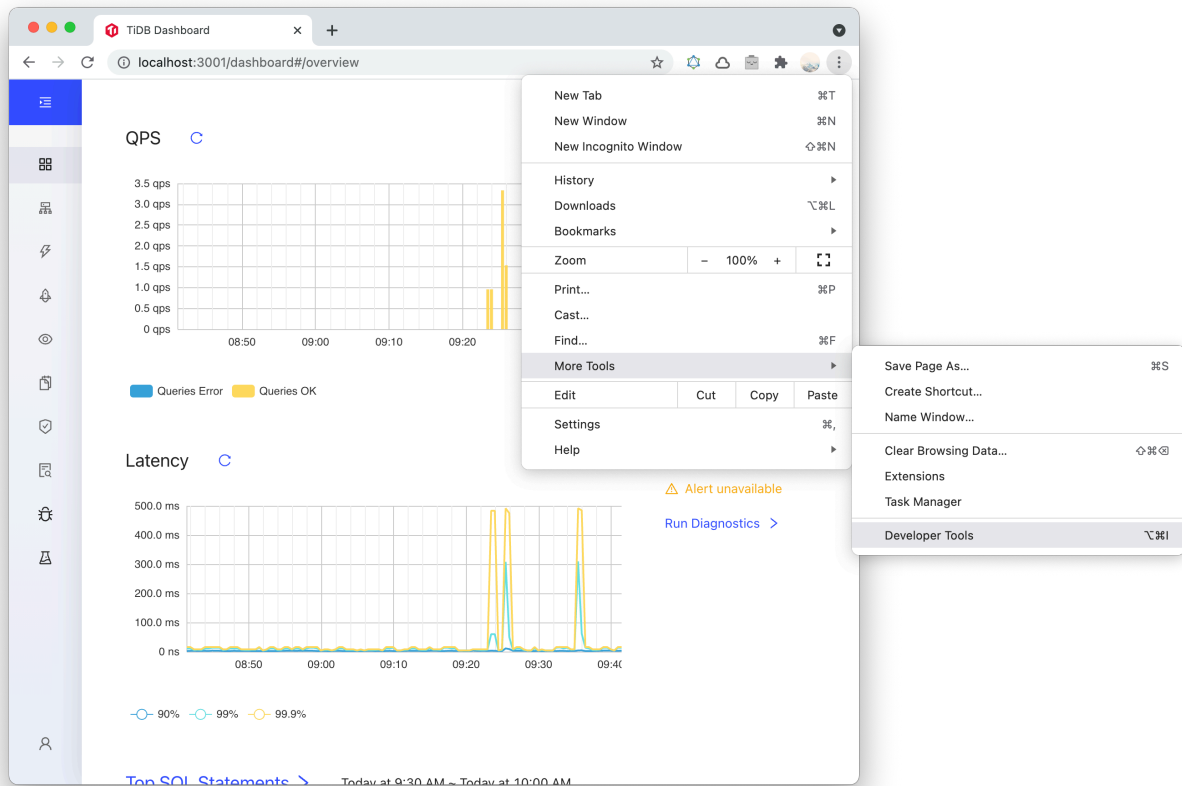 TiDB Dashboard
localhost:3001/dashboard#/overview
New Tab ⌘T
New Window ⌘N
New Incognito Window ⇧⌘N
History
Downloads ⌥⌘L
Bookmarks
Zoom − 100% +
Print... ⌘P
Cast...
Find... ⌘F
More Tools
Edit Cut Copy Paste
Settings ⌘,
Help
Save Page As... ⌘S
Create Shortcut...
Name Window...
Clear Browsing Data... ⇧⌘⌫
Extensions
Task Manager
Developer Tools ⌥⌘I
QPS
3.5 qps
3.0 qps
2.5 qps
2.0 qps
1.5 qps
1.0 qps
0.5 qps
0 qps
08:50 09:00 09:10 09:20
Queries Error Queries OK
Latency
500.0 ms
400.0 ms
300.0 ms
200.0 ms
100.0 ms
0 ns
08:50 09:00 09:10 09:20 09:30 09:40
90% 99% 99.9%
Alert unavailable
Run Diagnostics
Top SQL Statements Today at 9:30 AM ~ Today at 10:00 AM